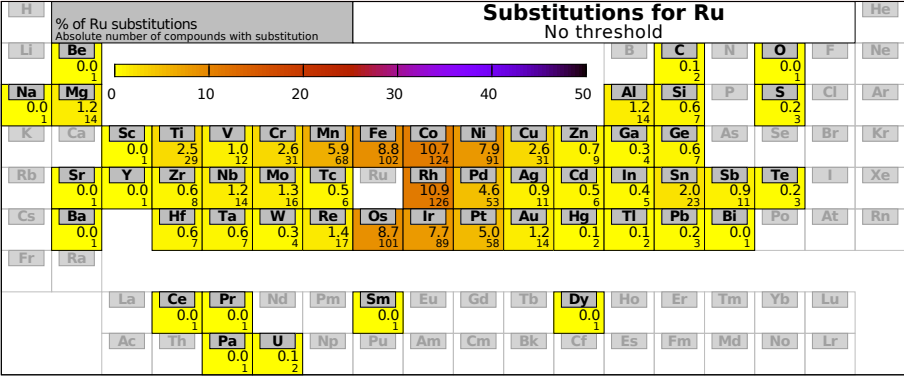 H He
% of Ru substitutions
Absolute number of compounds with substitution
Substitutions for Ru
No threshold
Li Be B C N O F Ne
0.0 0.1 0.0
1 2 1
0 10 20 30 40 50
Na Mg Al Si P S Cl Ar
0.0 1.2 1.2 0.6 0.2
1 14 14 7 3
K Ca Sc Ti V Cr Mn Fe Co Ni Cu Zn Ga Ge As Se Br Kr
0.0 2.5 1.0 2.6 5.9 8.8 10.7 7.9 2.6 0.7 0.3 0.6
1 29 12 31 68 102 124 91 31 9 4 7
Rb Sr Y Zr Nb Mo Tc Ru Rh Pd Ag Cd In Sn Sb Te I Xe
0.0 0.0 0.6 1.2 1.3 0.5 10.9 4.6 0.9 0.5 0.4 2.0 0.9 0.2
1 1 8 14 16 6 126 53 11 6 5 23 11 3
Cs Ba Hf Ta W Re Os Ir Pt Au Hg Tl Pb Bi Po At Rn
0.0 0.6 0.6 0.3 1.4 8.7 7.7 5.0 1.2 0.1 0.1 0.2 0.0
1 7 7 4 17 101 89 58 14 2 2 3 1
Fr Ra
La Ce Pr Nd Pm Sm Eu Gd Tb Dy Ho Er Tm Yb Lu
0.0 0.0 0.0 0.0
1 1 1 1
Ac Th Pa U Np Pu Am Cm Bk Cf Es Fm Md No Lr
0.0 0.1
1 2